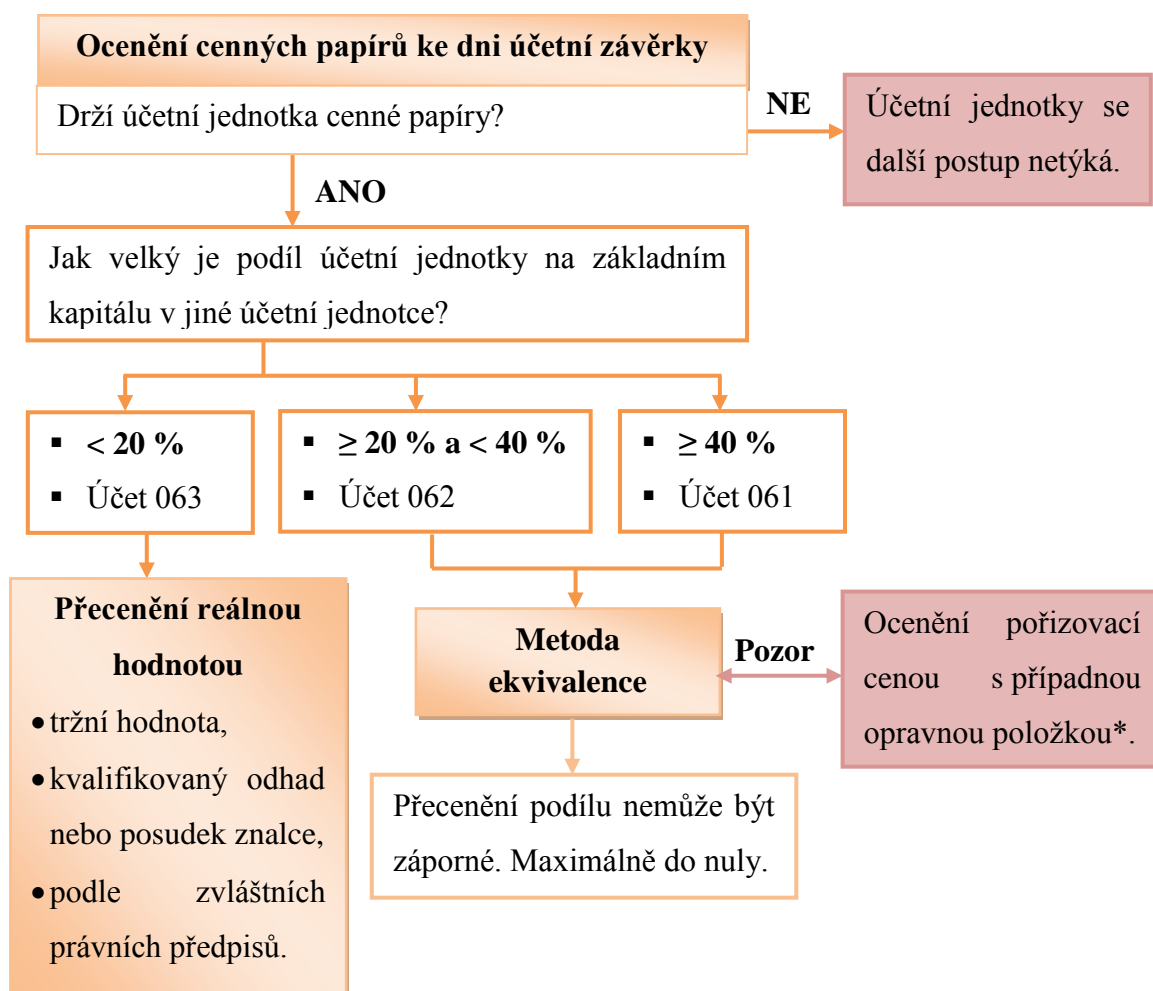 Ocenění cenných papírů ke dni účetní závěrky
Drží účetní jednotka cenné papíry?
NE
Účetní jednotky se
další postup netýká.
ANO
Jak velký je podíl účetní jednotky na základním
kapitálu v jiné účetní jednotce?
▪ < 20 %
▪ Účet 063
▪ ≥ 20 % a < 40 %
▪ Účet 062
▪ ≥ 40 %
▪ Účet 061
Přecenění reálnou
hodnotou
• tržní hodnota,
• kvalifikovaný odhad
nebo posudek znalce,
• podle zvláštních
právních předpisů.
Metoda
ekvivalence
Pozor
Ocenění pořizovací
cenou s případnou
opravnou položkou*.
Přecenění podílu nemůže být
záporné. Maximálně do nuly.